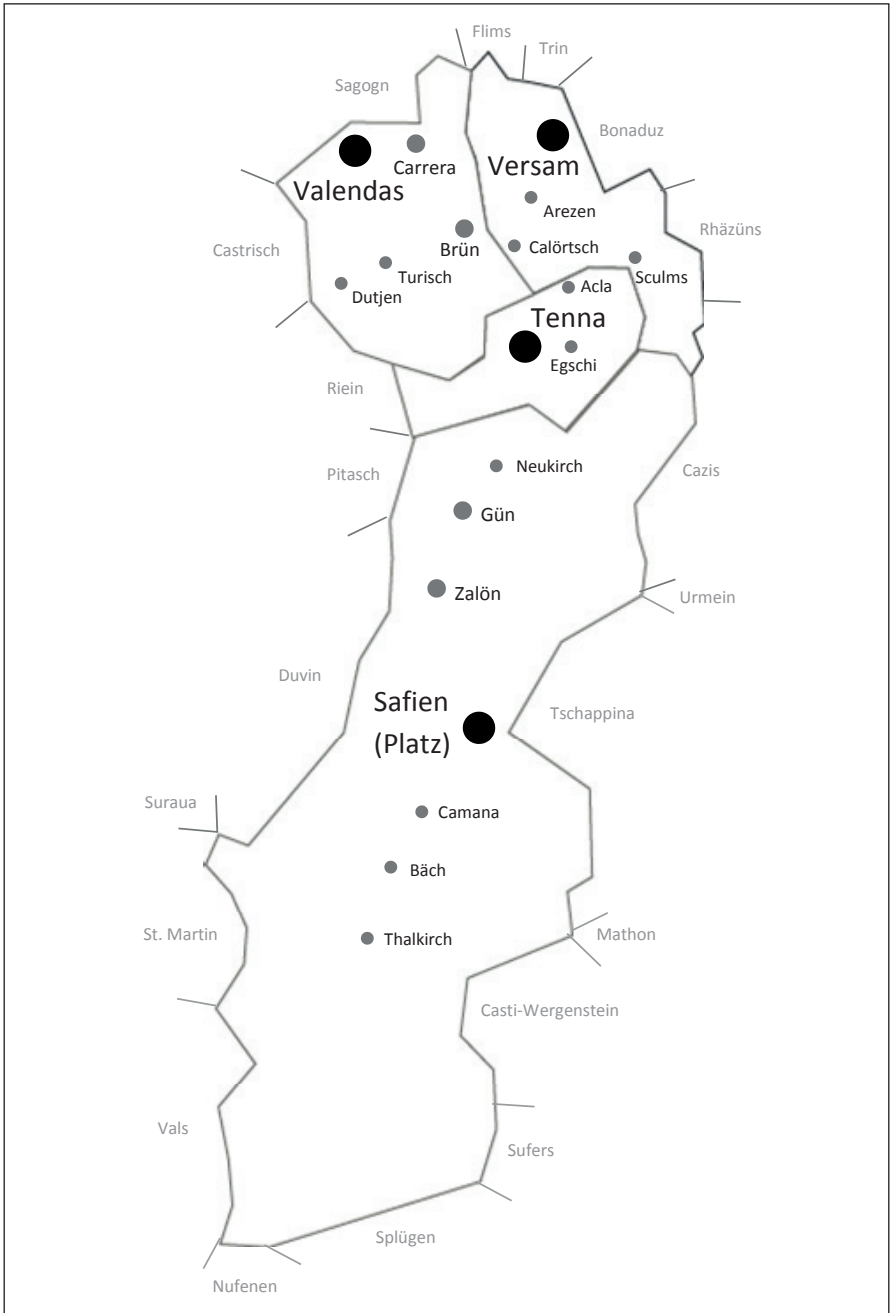 Flims
Trin
Sagogn
Bonaduz
Carrera
Versam
Valendas
Arezen
Rhäzüns
Castrisch
Brün
Calörtsch
Turisch
Sculms
Acla
Dutjen
Tenna
Egschi
Riein
Neukirch
Cazis
Pitasch
Gün
Zalön
Urmein
Duvin
Safien
(Platz)
Tschappina
Suraua
Camana
Bäch
St. Martin
Thalkirch
Mathon
Casti-Wergenstein
Vals
Sufers
Splügen
Nufenen